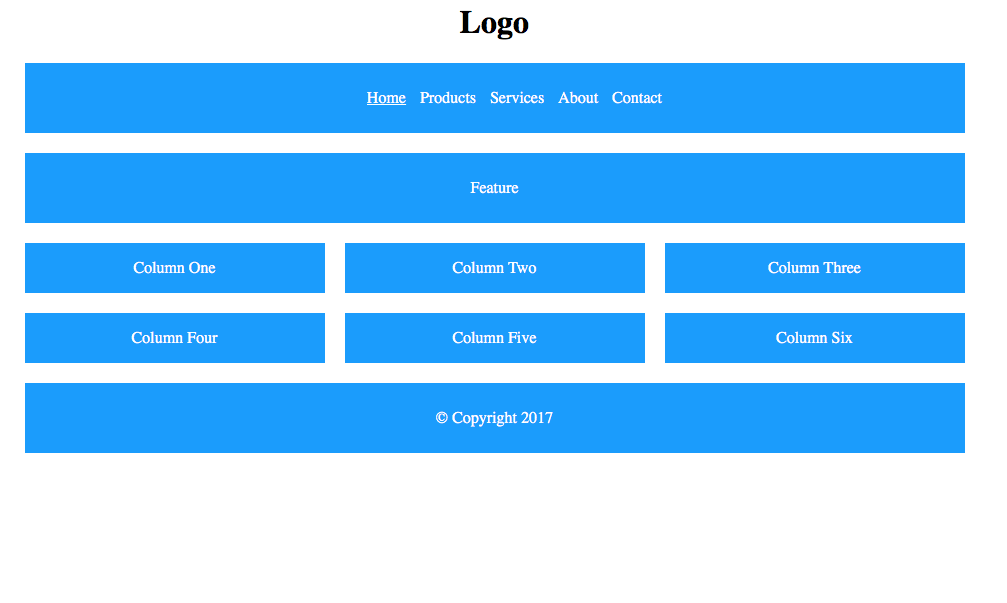 Logo
Home Products Services About Contact
Feature
Column One Column Two Column Three
Column Four Column Five Column Six
© Copyright 2017